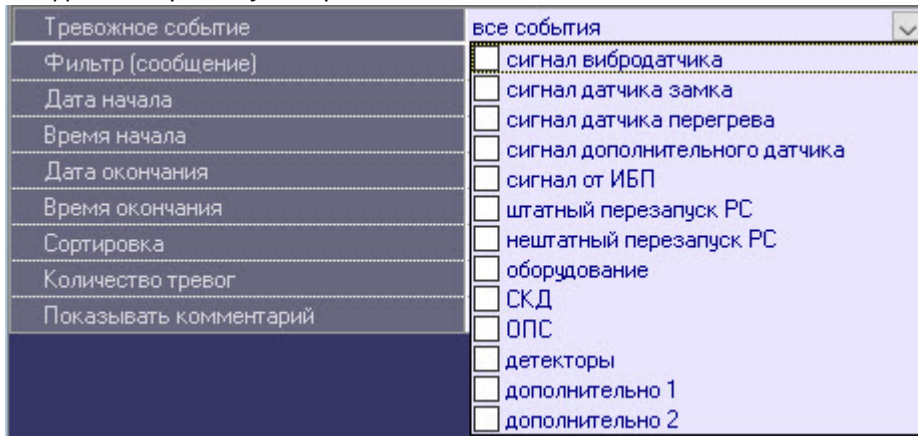 Тревожное событие
все события
Фильтр (сообщение)
Дата начала
Время начала
Дата окончания
Время окончания
Сортировка
Количество тревог
Показывать комментарий
сигнал вибродатчика
сигнал датчика замка
сигнал датчика перегрева
сигнал дополнительного датчика
сигнал от ИБП
штатный перезапуск РС
нештатный перезапуск РС
оборудование
СКД
ОПС
детекторы
дополнительно 1
дополнительно 2